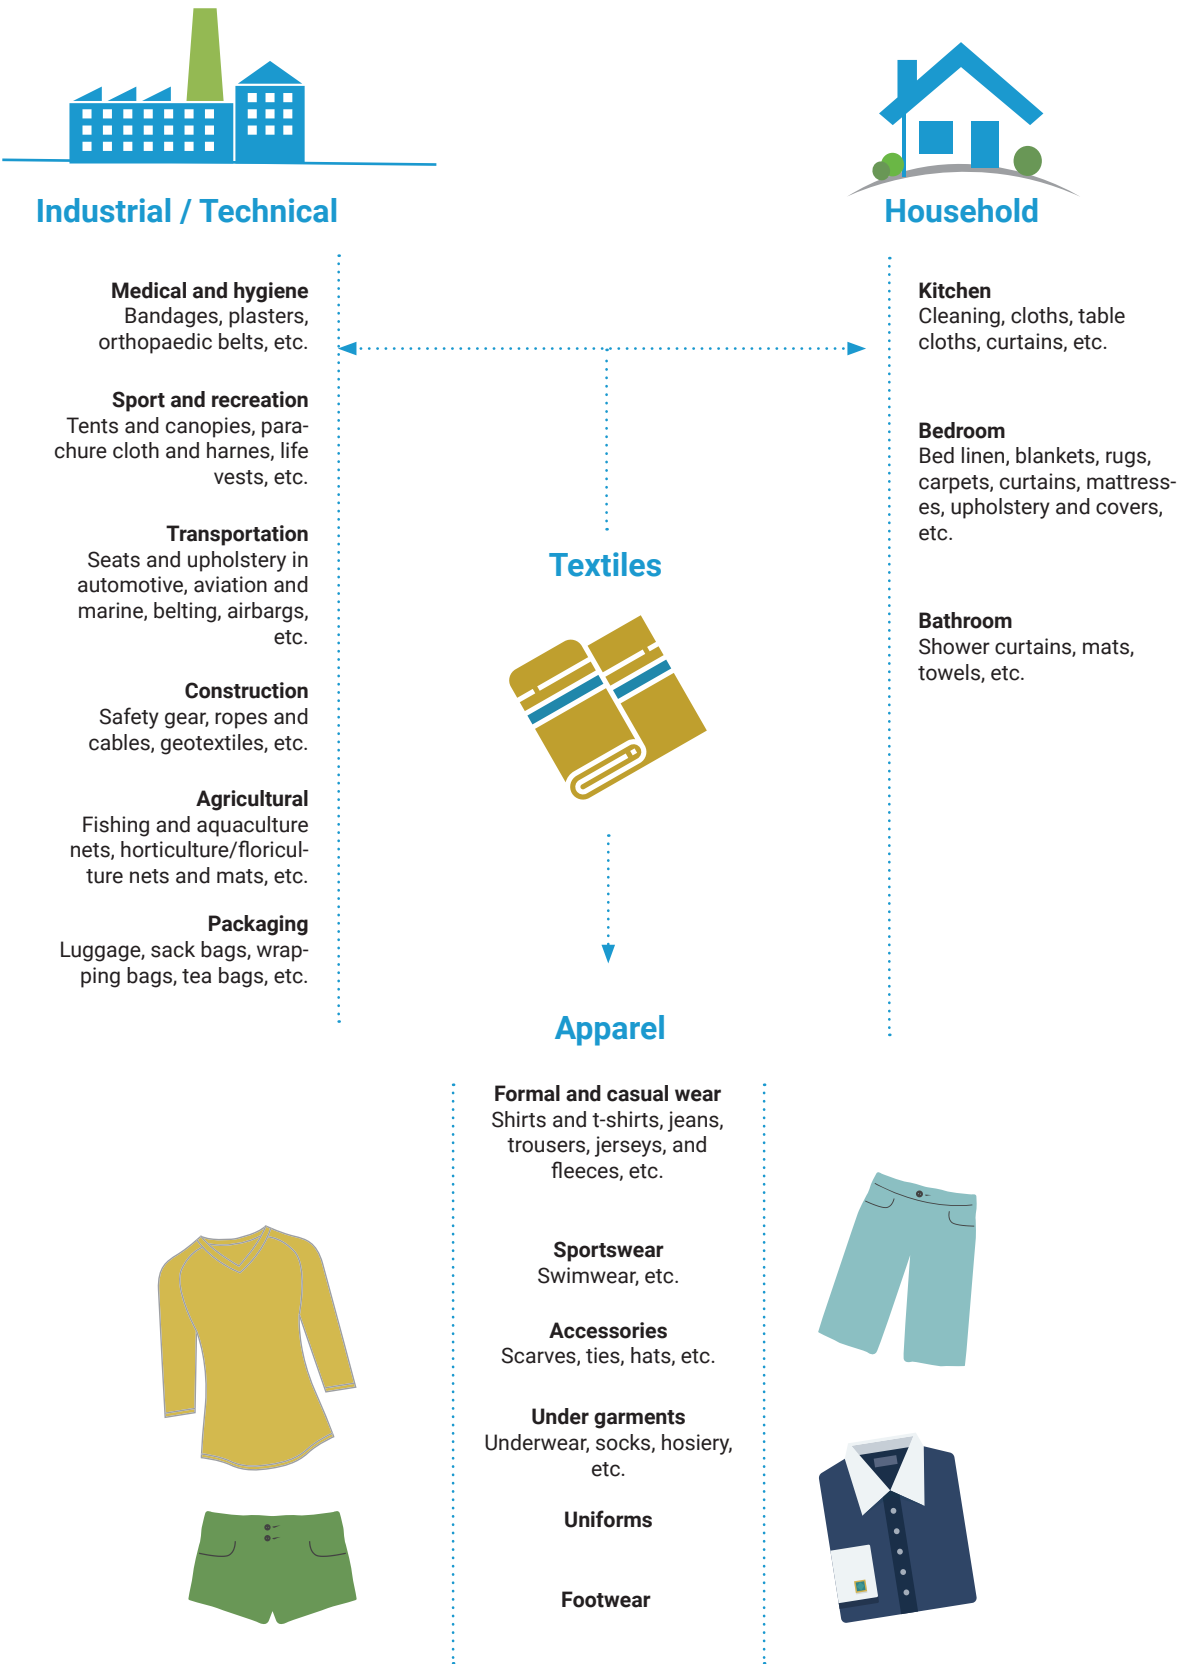 Industrial / Technical
Medical and hygiene
Bandages, plasters,
orthopaedic belts, etc.
Sport and recreation
Tents and canopies, para-
chure cloth and harnes, life
vests, etc.
Transportation
Seats and upholstery in
automotive, aviation and
marine, belting, airbargs,
etc.
Construction
Safety gear, ropes and
cables, geotextiles, etc.
Agricultural
Fishing and aquaculture
nets, horticulture/floricul-
ture nets and mats, etc.
Packaging
Luggage, sack bags, wrap-
ping bags, tea bags, etc.
Household
Kitchen
Cleaning, cloths, table
cloths, curtains, etc.
Bedroom
Bed linen, blankets, rugs,
carpets, curtains, mattress-
es, upholstery and covers,
etc.
Bathroom
Shower curtains, mats,
towels, etc.
Textiles
Apparel
Formal and casual wear
Shirts and t-shirts, jeans,
trousers, jerseys, and
fleeces, etc.
Sportswear
Swimwear, etc.
Accessories
Scarves, ties, hats, etc.
Under garments
Underwear, socks, hosiery,
etc.
Uniforms
Footwear